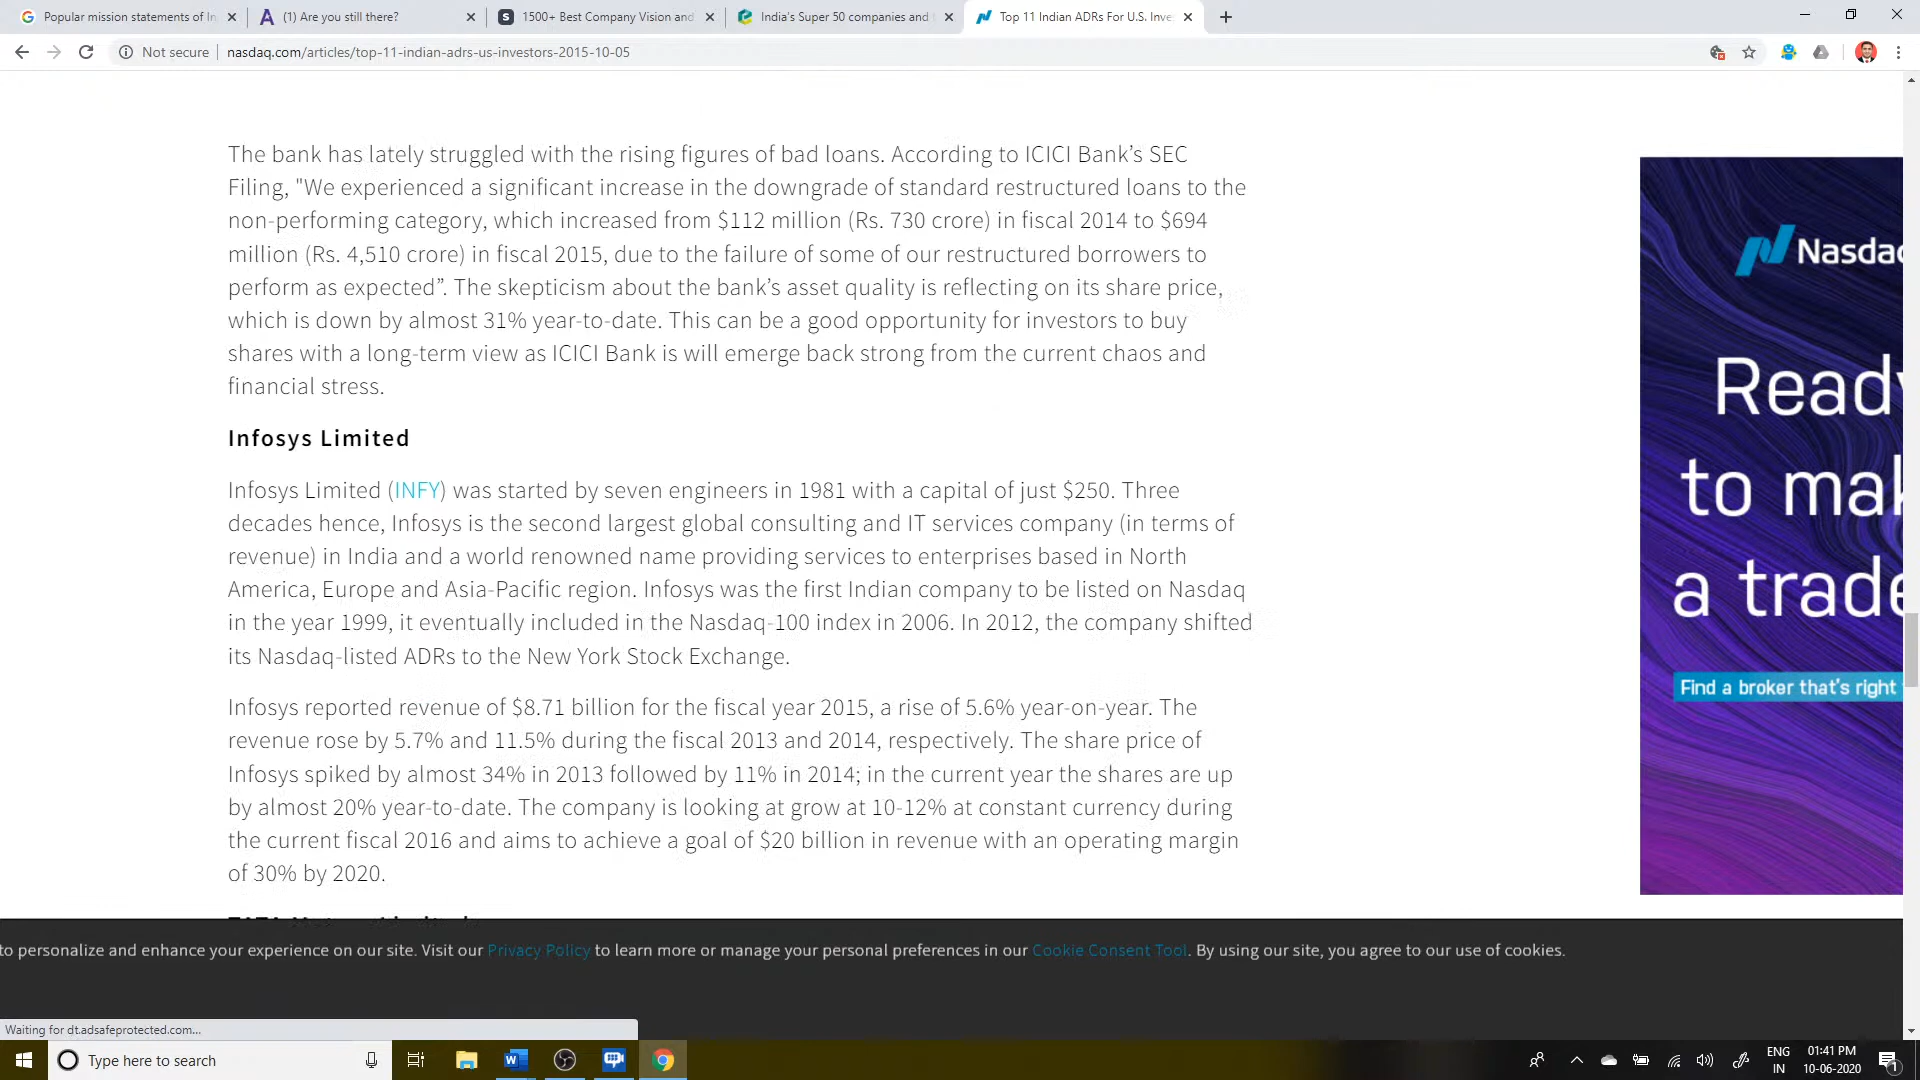 Popular mission statements of In
(1) Are you still there?
1500+ Best Company Vision and
India's Super 50 companies and
Top 11 Indian ADRs For U.S. Inve
Not secure
nasdaq.com/articles/top-11-indian-adrs-us-investors-2015-10-05
The bank has lately struggled with the rising figures of bad loans. According to ICICI Bank’s SEC
Filing, "We experienced a significant increase in the downgrade of standard restructured loans to the
non-performing category, which increased from $112 million (Rs. 730 crore) in fiscal 2014 to $694
million (Rs. 4,510 crore) in fiscal 2015, due to the failure of some of our restructured borrowers to
perform as expected”. The skepticism about the bank’s asset quality is reflecting on its share price,
which is down by almost 31% year-to-date. This can be a good opportunity for investors to buy
shares with a long-term view as ICICI Bank is will emerge back strong from the current chaos and
financial stress.
Infosys Limited
Infosys Limited (INFY) was started by seven engineers in 1981 with a capital of just $250. Three
decades hence, Infosys is the second largest global consulting and IT services company (in terms of
revenue) in India and a world renowned name providing services to enterprises based in North
America, Europe and Asia-Pacific region. Infosys was the first Indian company to be listed on Nasdaq
in the year 1999, it eventually included in the Nasdaq-100 index in 2006. In 2012, the company shifted
its Nasdaq-listed ADRs to the New York Stock Exchange.
Infosys reported revenue of $8.71 billion for the fiscal year 2015, a rise of 5.6% year-on-year. The
revenue rose by 5.7% and 11.5% during the fiscal 2013 and 2014, respectively. The share price of
Infosys spiked by almost 34% in 2013 followed by 11% in 2014; in the current year the shares are up
by almost 20% year-to-date. The company is looking at grow at 10-12% at constant currency during
the current fiscal 2016 and aims to achieve a goal of $20 billion in revenue with an operating margin
of 30% by 2020.
Nasdac
Ready
to mak
a trade
Find a broker that's right
to personalize and enhance your experience on our site. Visit our Privacy Policy to learn more or manage your personal preferences in our Cookie Consent Tool. By using our site, you agree to our use of cookies.
Waiting for dt.adsafeprotected.com...
Type here to search
ENG
IN
01:41 PM
10-06-2020
1